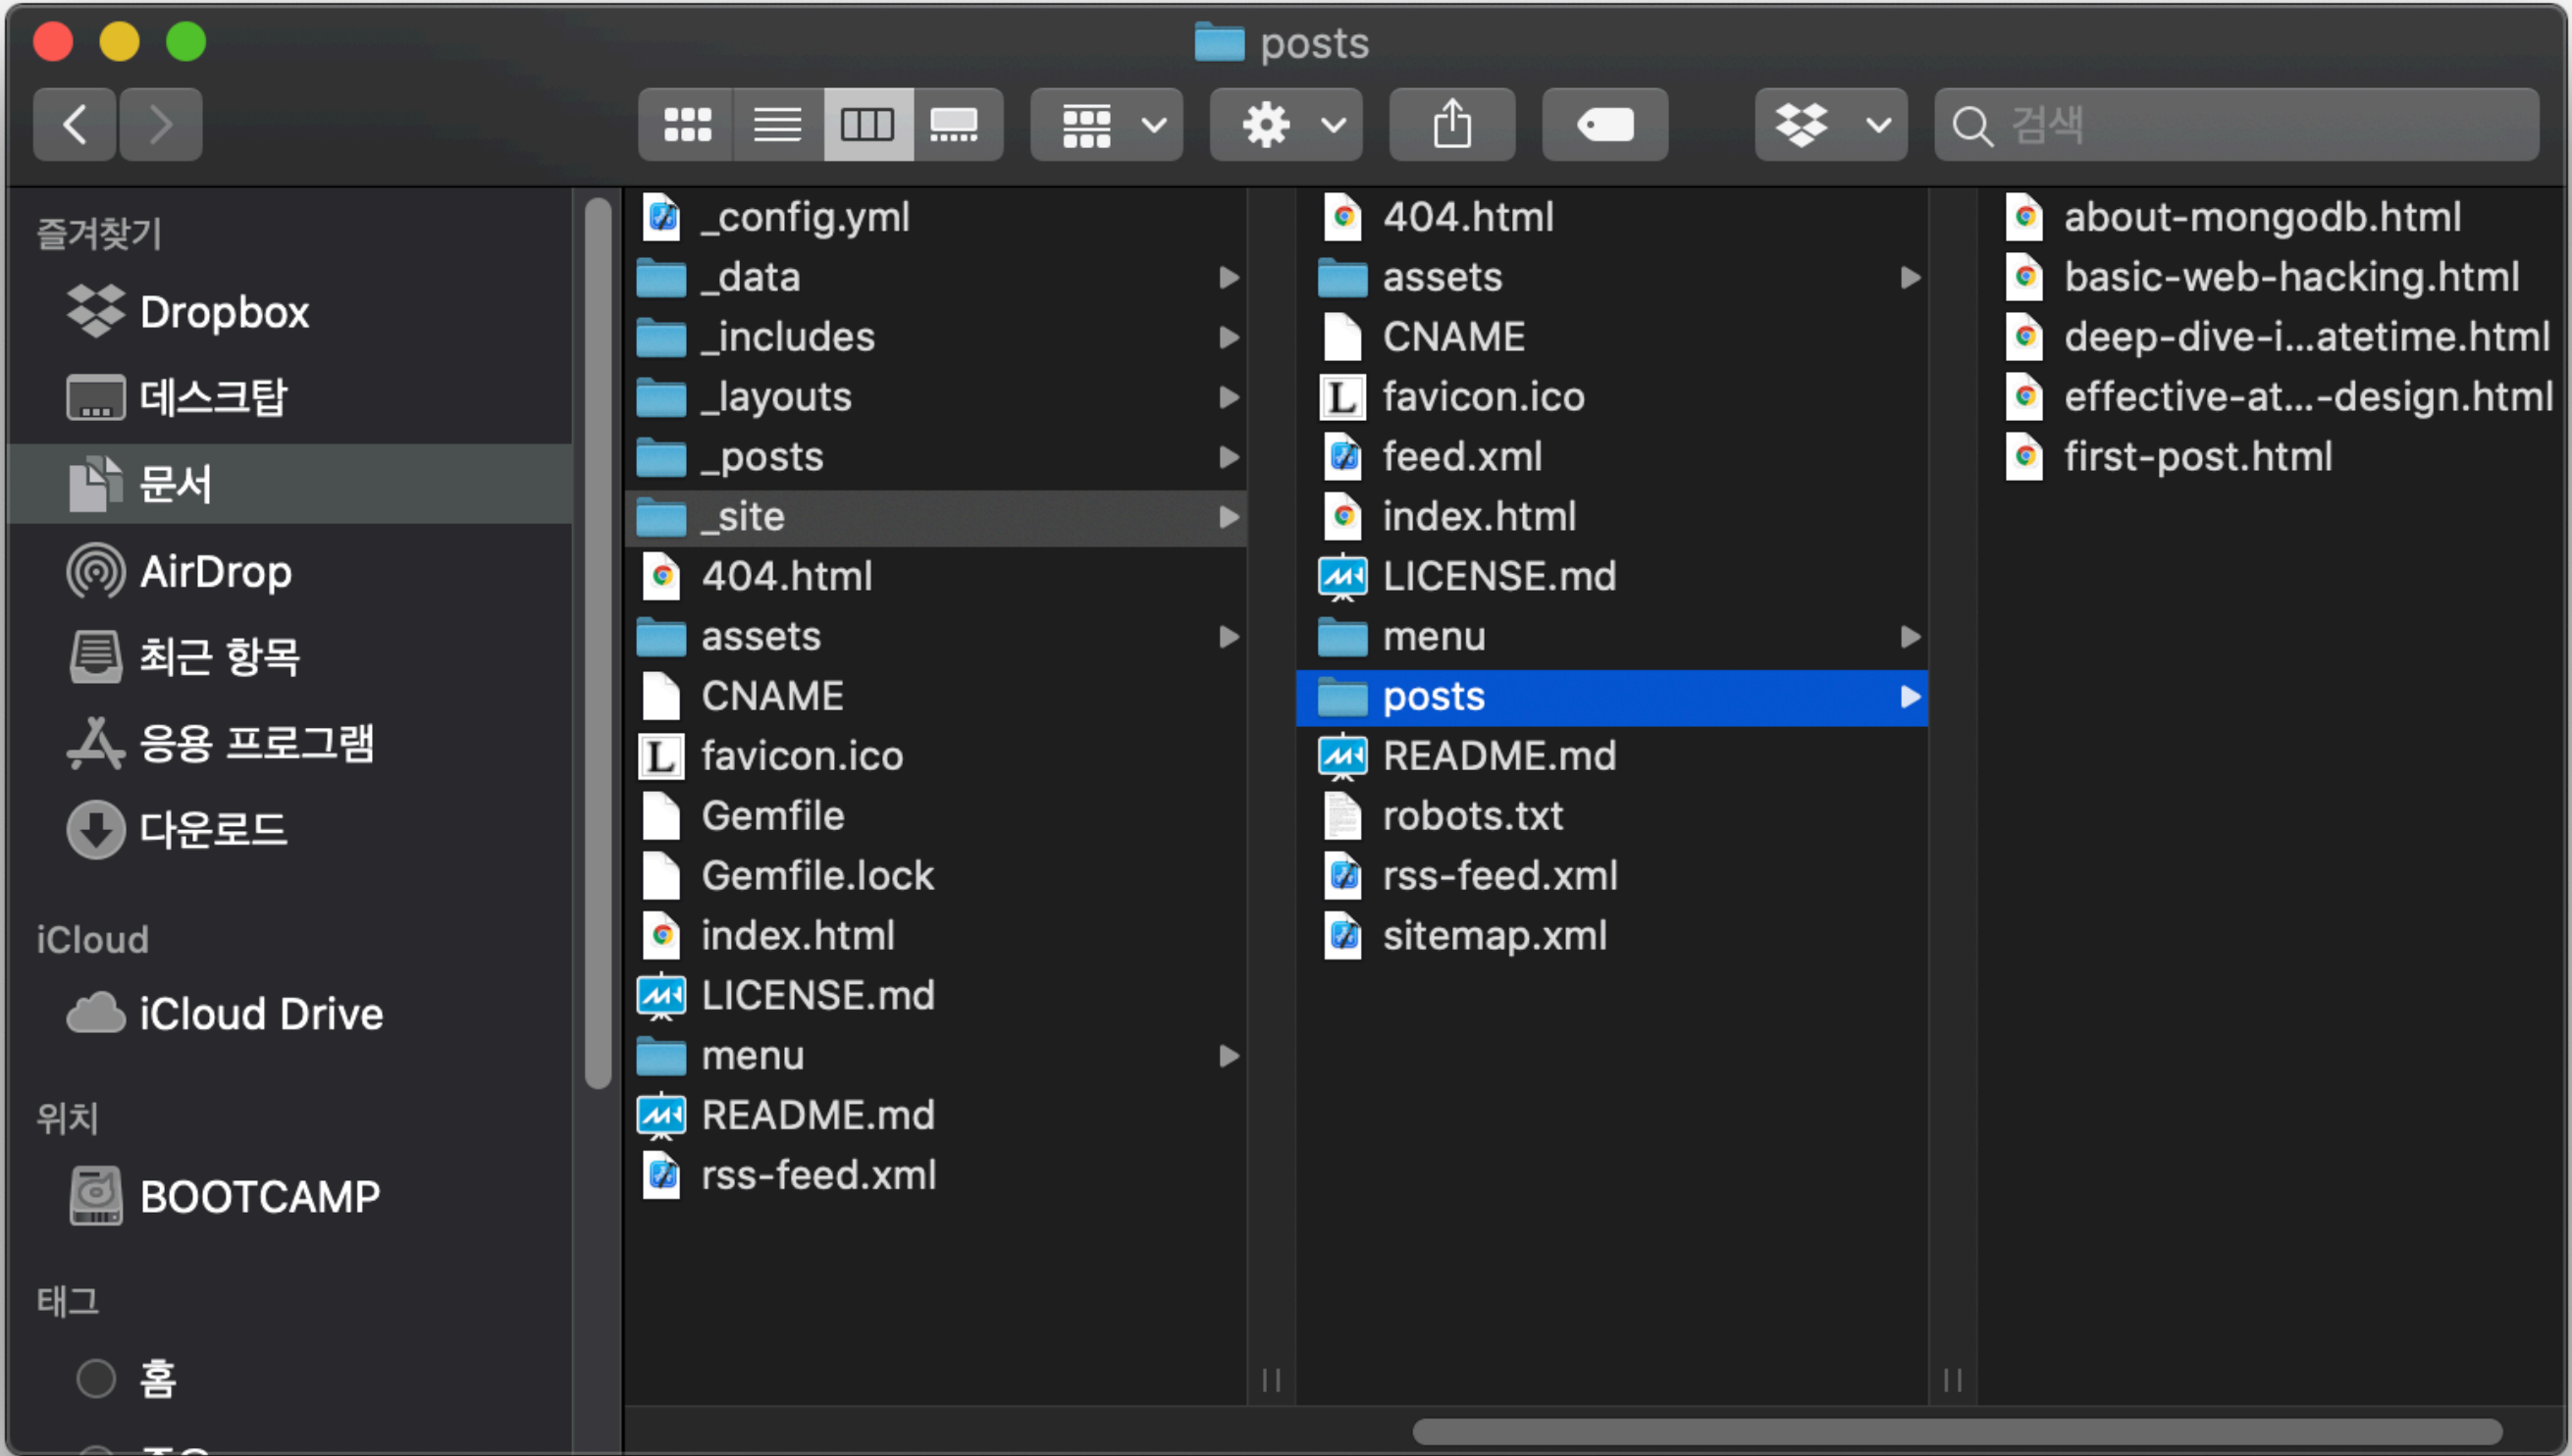 posts
검색
즐겨찾기
Dropbox
데스크탑
문서
AirDrop
최근 항목
응용 프로그램
다운로드
iCloud
iCloud Drive
위치
BOOTCAMP
태그
홈
_config.yml
_data
_includes
_layouts
_posts
_site
404.html
assets
CNAME
favicon.ico
Gemfile
Gemfile.lock
index.html
LICENSE.md
menu
README.md
rss-feed.xml
404.html
assets
CNAME
favicon.ico
feed.xml
index.html
LICENSE.md
menu
posts
README.md
robots.txt
rss-feed.xml
sitemap.xml
about-mongodb.html
basic-web-hacking.html
deep-dive-i...atetime.html
effective-at...-design.html
first-post.html